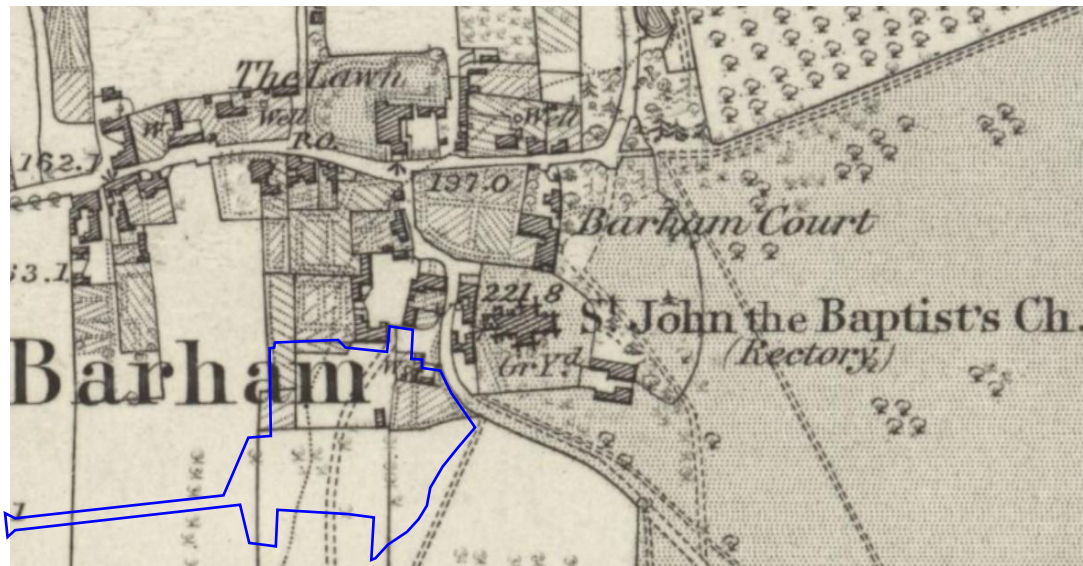 The Lawn
W
Well
Well
P.O.
162.1
197.0
Barham Court
221.8
St. John the Baptist's Ch.
(Rectory)
Gr. Yd.
Barham